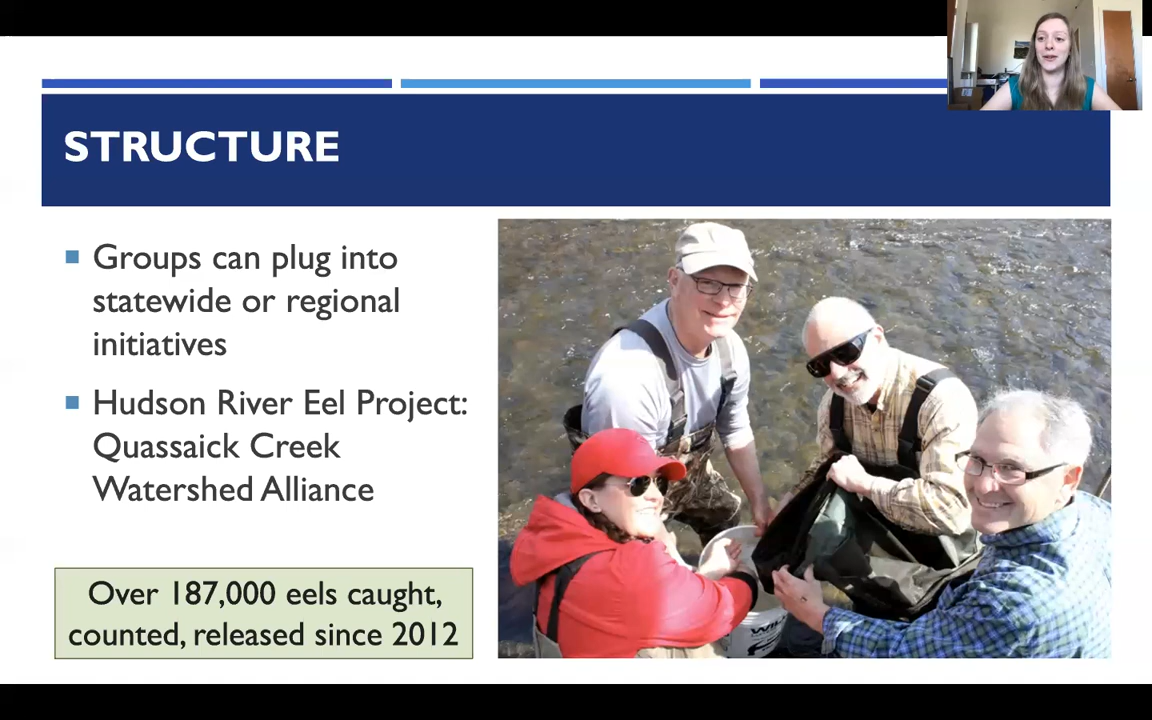 STRUCTURE
Groups can plug into
statewide or regional
initiatives
Hudson River Eel Project:
Quassaick Creek
Watershed Alliance
Over 187,000 eels caught,
counted, released since 2012